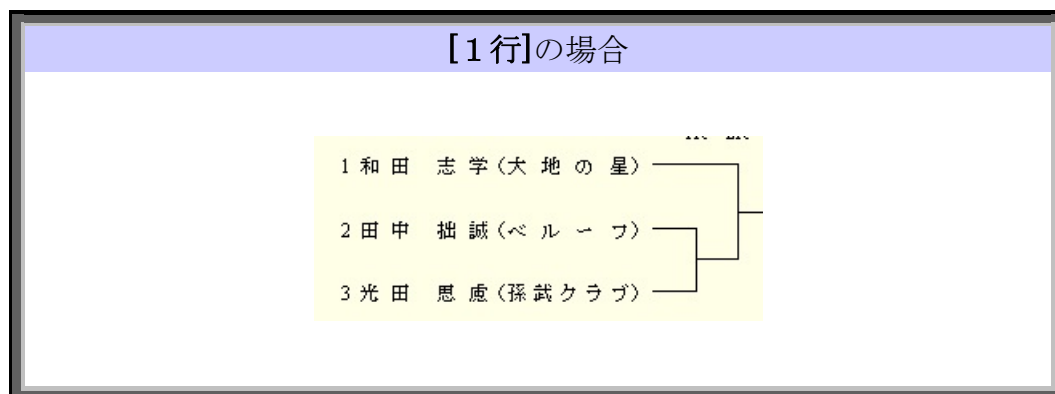 [１行]の場合
1 和 田 志 学(大 地 の 星)
2 田 中 拙 誠(ベ ル ー フ)
3 光 田 思 慮(孫 武 ク ラ ブ)